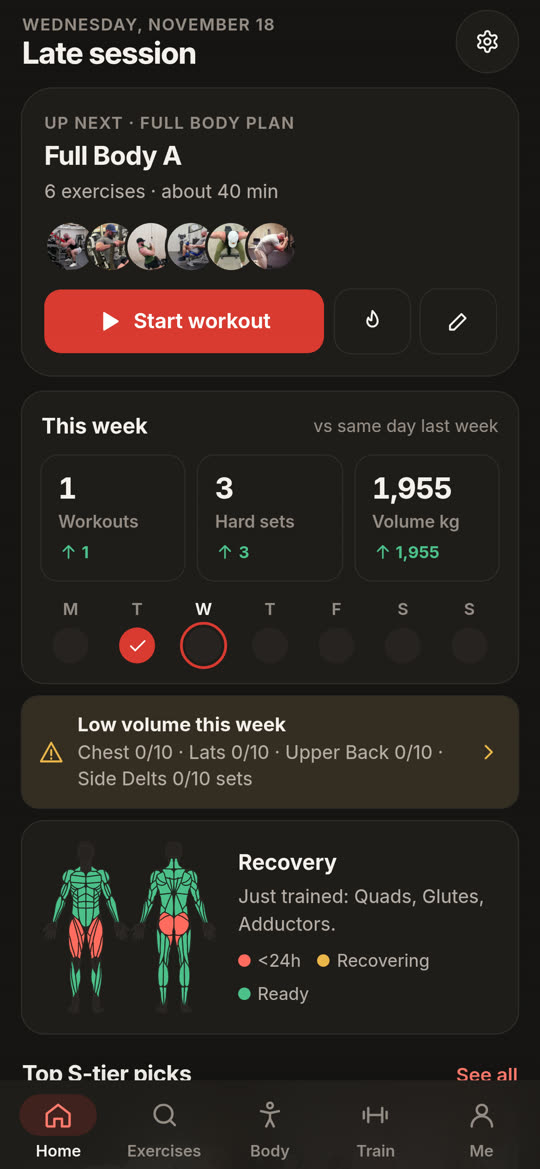 WEDNESDAY, NOVEMBER 18
Late session
UP NEXT · FULL BODY PLAN
Full Body A
6 exercises · about 40 min
Start workout
This week
vs same day last week
1
Workouts
↑ 1
3
Hard sets
↑ 3
1,955
Volume kg
↑ 1,955
M T W T F S S
Low volume this week
Chest 0/10 · Lats 0/10 · Upper Back 0/10 ·
Side Delts 0/10 sets
Recovery
Just trained: Quads, Glutes,
Adductors.
<24h Recovering
Ready
Top S-tier picks
See all
Home Exercises Body Train Me